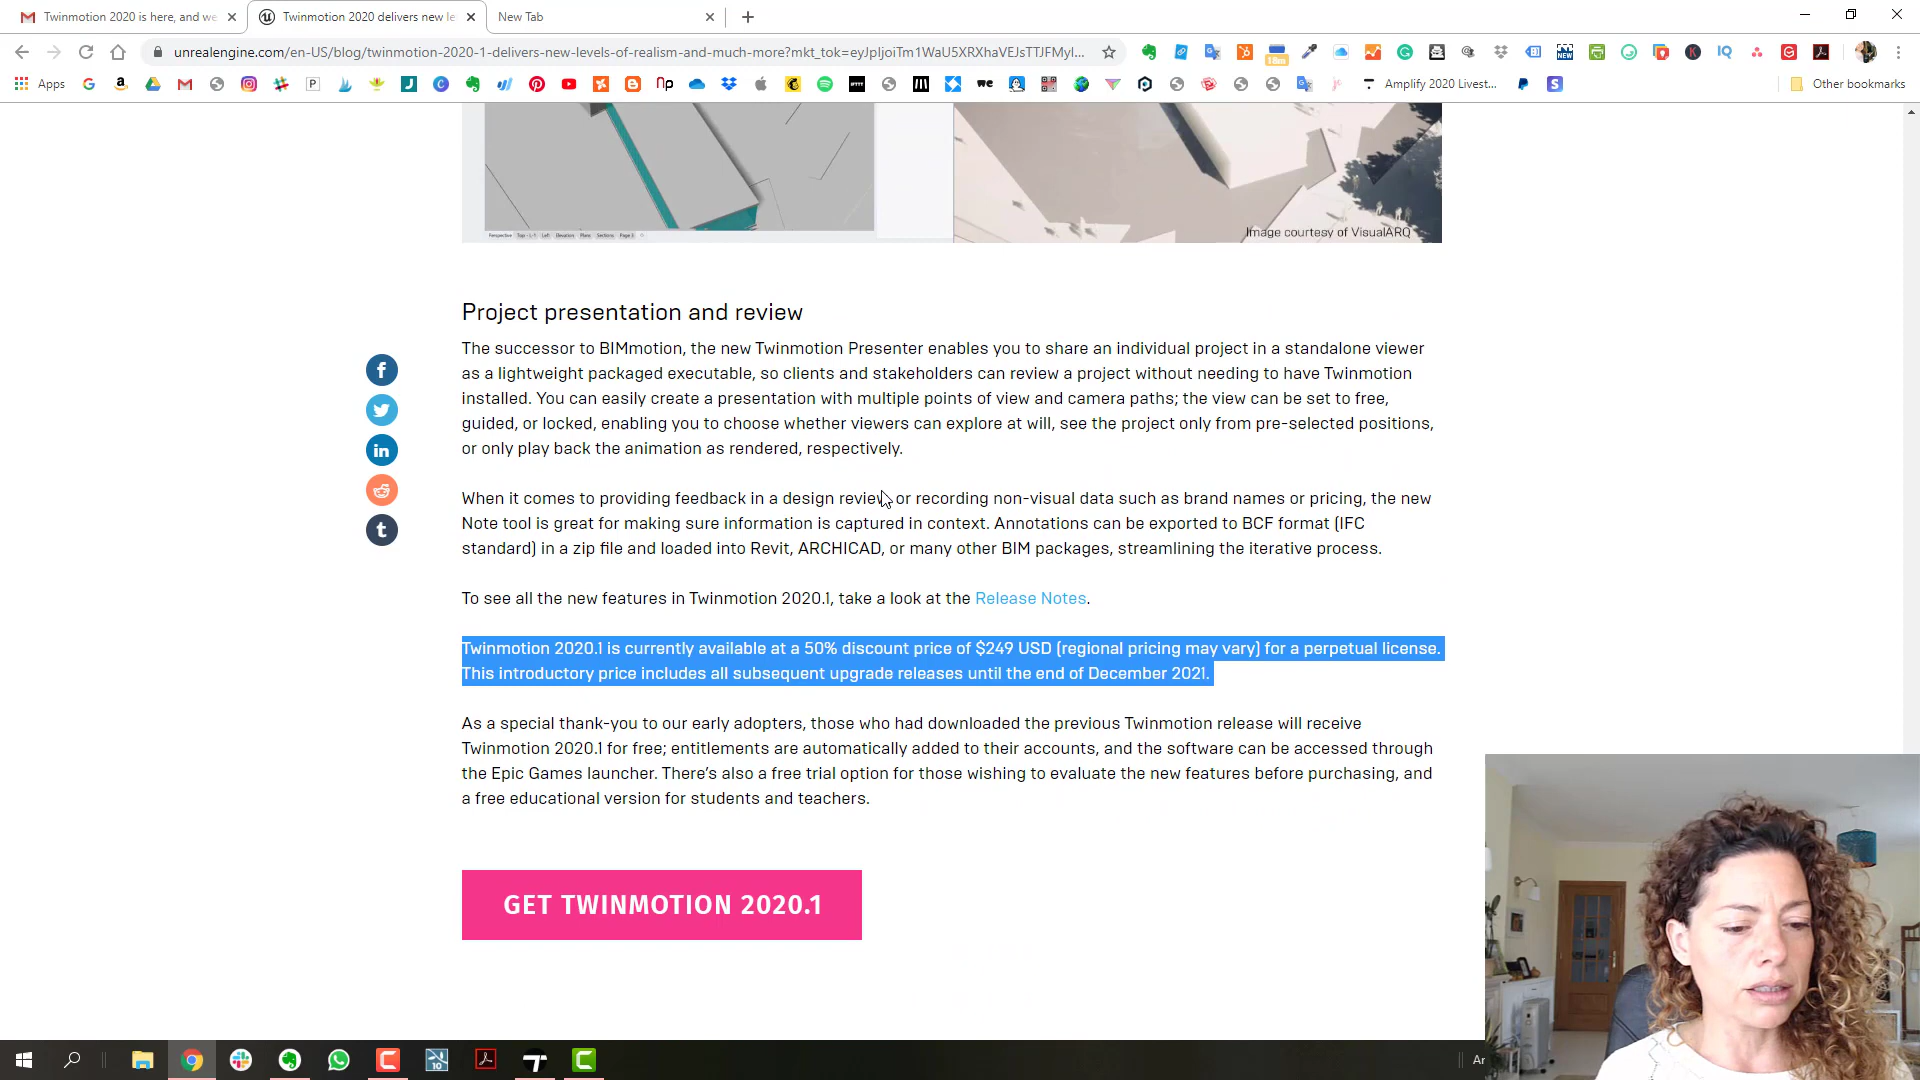 Twinmotion 2020 is here, and we
Twinmotion 2020 delivers new le
New Tab
unrealengine.com/en-US/blog/twinmotion-2020-1-delivers-new-levels-of-realism-and-much-more?mkt_tok=eyJpIjoiTm1WaU5XRXhaVEJsTTJFMyI...
18m
NEW
Apps
Amplify 2020 Livest...
Other bookmarks
Perspective Top Left Elevation Plans Sections Page 3
Image courtesy of VisualARQ
Project presentation and review
The successor to BIMmotion, the new Twinmotion Presenter enables you to share an individual project in a standalone viewer
as a lightweight packaged executable, so clients and stakeholders can review a project without needing to have Twinmotion
installed. You can easily create a presentation with multiple points of view and camera paths; the view can be set to free,
guided, or locked, enabling you to choose whether viewers can explore at will, see the project only from pre-selected positions,
or only play back the animation as rendered, respectively.
When it comes to providing feedback in a design review or recording non-visual data such as brand names or pricing, the new
Note tool is great for making sure information is captured in context. Annotations can be exported to BCF format (IFC
standard) in a zip file and loaded into Revit, ARCHICAD, or many other BIM packages, streamlining the iterative process.
To see all the new features in Twinmotion 2020.1, take a look at the Release Notes.
Twinmotion 2020.1 is currently available at a 50% discount price of $249 USD (regional pricing may vary) for a perpetual license.
This introductory price includes all subsequent upgrade releases until the end of December 2021.
As a special thank-you to our early adopters, those who had downloaded the previous Twinmotion release will receive
Twinmotion 2020.1 for free; entitlements are automatically added to their accounts, and the software can be accessed through
the Epic Games launcher. There's also a free trial option for those wishing to evaluate the new features before purchasing, and
a free educational version for students and teachers.
GET TWINMOTION 2020.1
Ar